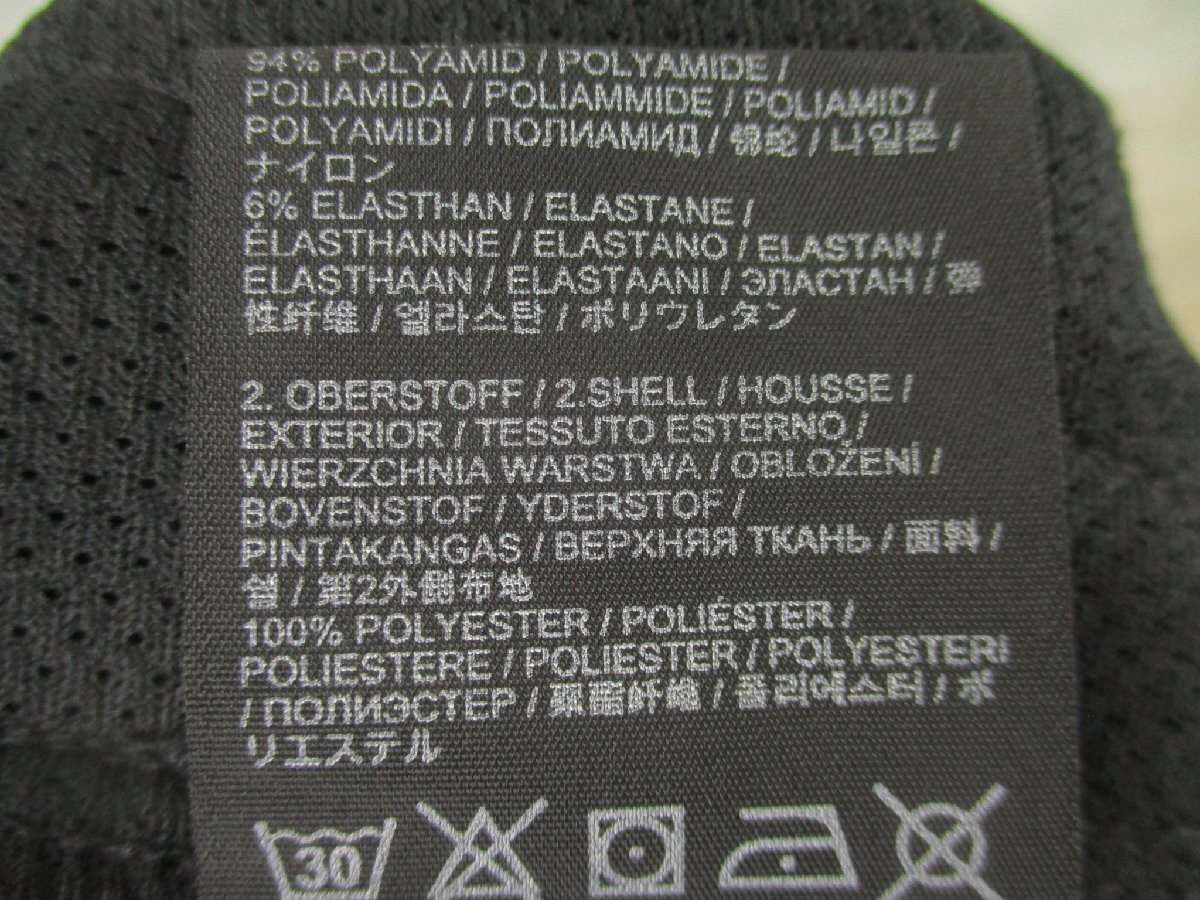 94% POLYAMID / POLYAMIDE /
POLIAMIDA / POLIAMMIDE / POLIAMID /
POLYAMIDI / ПОЛИАМИД / 锦纶 / 나일론 /
ナイロン
6% ELASTHAN / ELASTANE /
ÉLASTHANNE / ELASTANO / ELASTAN /
ELASTHAAN / ELASTAANI / ЭЛАСТАН / 弹
性纤维 / 엘라스탄 / ポリウレタン
2. OBERSTOFF / 2.SHELL / HOUSSE /
EXTERIOR / TESSUTO ESTERNO /
WIERZCHNIA WARSTWA / OBLOŽENÍ /
BOVENSTOF / YDERSTOF /
PINTAKANGAS / ВЕРХНЯЯ ТКАНЬ / 面料 /
쉘 / 第2外側布地
100% POLYESTER / POLIÉSTER /
POLIESTERE / POLIESTER / POLYESTERI
/ ПОЛИЭСТЕР / 聚酯纤维 / 폴리에스터 / ポ
リエステル
30